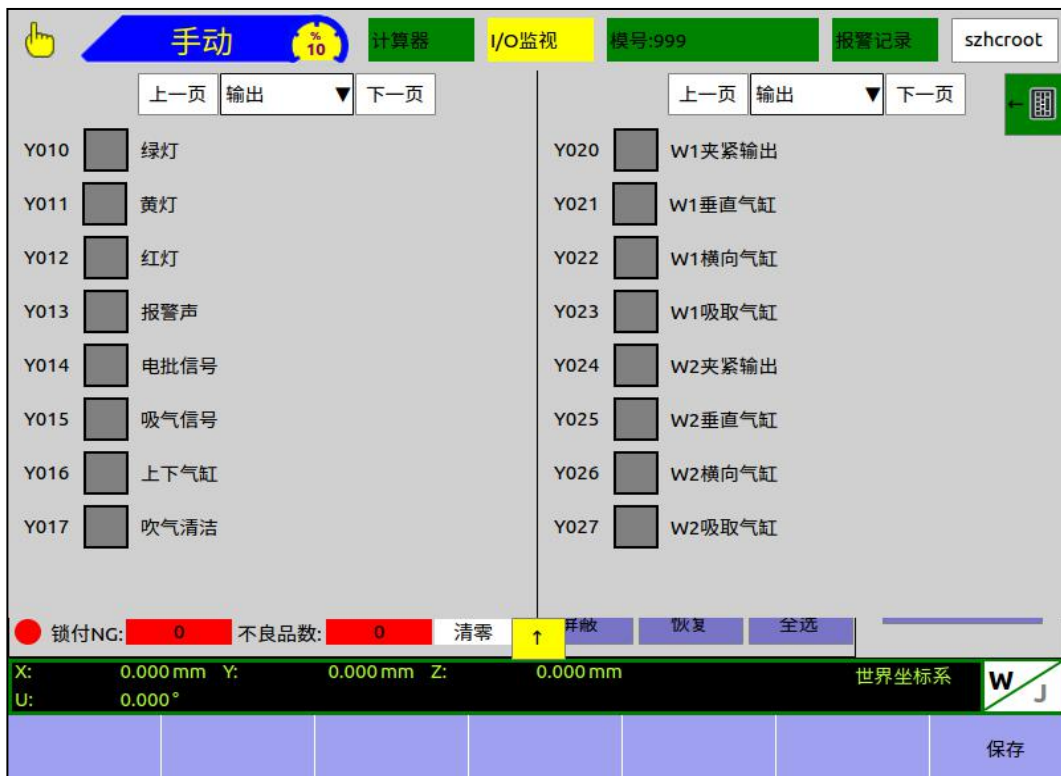 手动
%
10
计算器
I/O监视
模号:999
报警记录
szhcroot
上一页 输出 ▼ 下一页
上一页 输出 ▼ 下一页
←
Y010 绿灯
Y011 黄灯
Y012 红灯
Y013 报警声
Y014 电批信号
Y015 吸气信号
Y016 上下气缸
Y017 吹气清洁
Y020 W1夹紧输出
Y021 W1垂直气缸
Y022 W1横向气缸
Y023 W1吸取气缸
Y024 W2夹紧输出
Y025 W2垂直气缸
Y026 W2横向气缸
Y027 W2吸取气缸
锁付NG: 0 不良品数: 0 清零 ↑ 屏蔽 恢复 全选
X: 0.000 mm Y: 0.000 mm Z: 0.000 mm 世界坐标系
U: 0.000°
W
J
保存